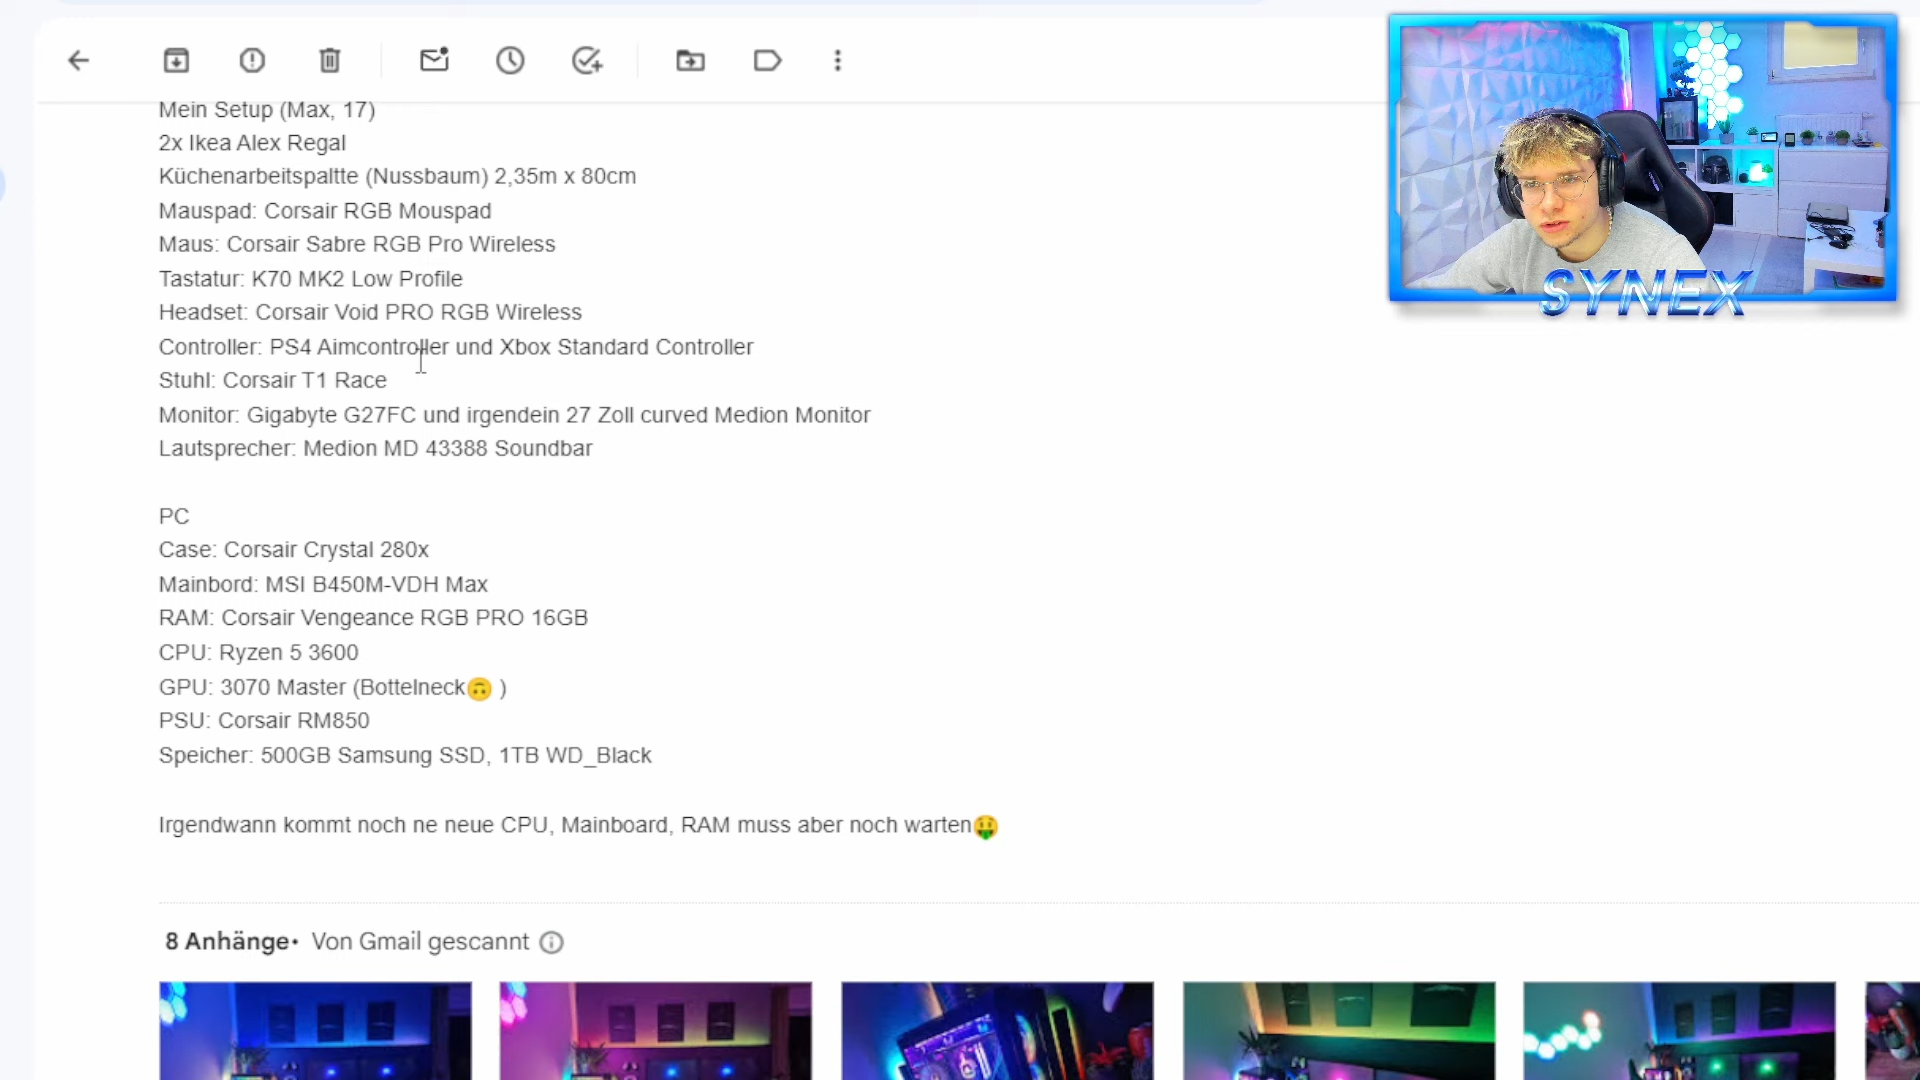 Mein Setup (Max, 17)
2x Ikea Alex Regal
Küchenarbeitspaltte (Nussbaum) 2,35m x 80cm
Mauspad: Corsair RGB Mouspad
Maus: Corsair Sabre RGB Pro Wireless
Tastatur: K70 MK2 Low Profile
Headset: Corsair Void PRO RGB Wireless
Controller: PS4 Aimcontroller und Xbox Standard Controller
Stuhl: Corsair T1 Race
Monitor: Gigabyte G27FC und irgendein 27 Zoll curved Medion Monitor
Lautsprecher: Medion MD 43388 Soundbar
PC
Case: Corsair Crystal 280x
Mainbord: MSI B450M-VDH Max
RAM: Corsair Vengeance RGB PRO 16GB
CPU: Ryzen 5 3600
GPU: 3070 Master (Bottelneck🙃 )
PSU: Corsair RM850
Speicher: 500GB Samsung SSD, 1TB WD_Black
Irgendwann kommt noch ne neue CPU, Mainboard, RAM muss aber noch warten🤑
8 Anhänge• Von Gmail gescannt
SYNEX